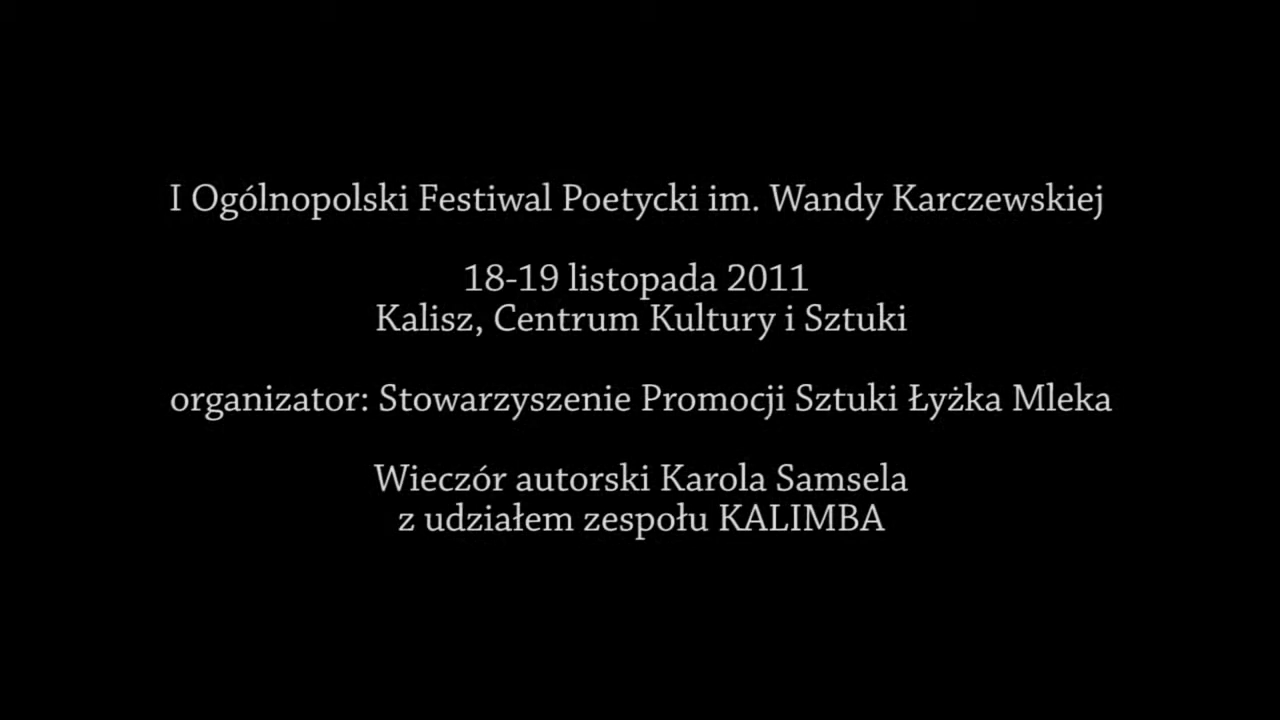 I Ogólnopolski Festiwal Poetycki im. Wandy Karczewskiej
18-19 listopada 2011
Kalisz, Centrum Kultury i Sztuki
organizator: Stowarzyszenie Promocji Sztuki Łyżka Mleka
Wieczór autorski Karola Samsela
z udziałem zespołu KALIMBA